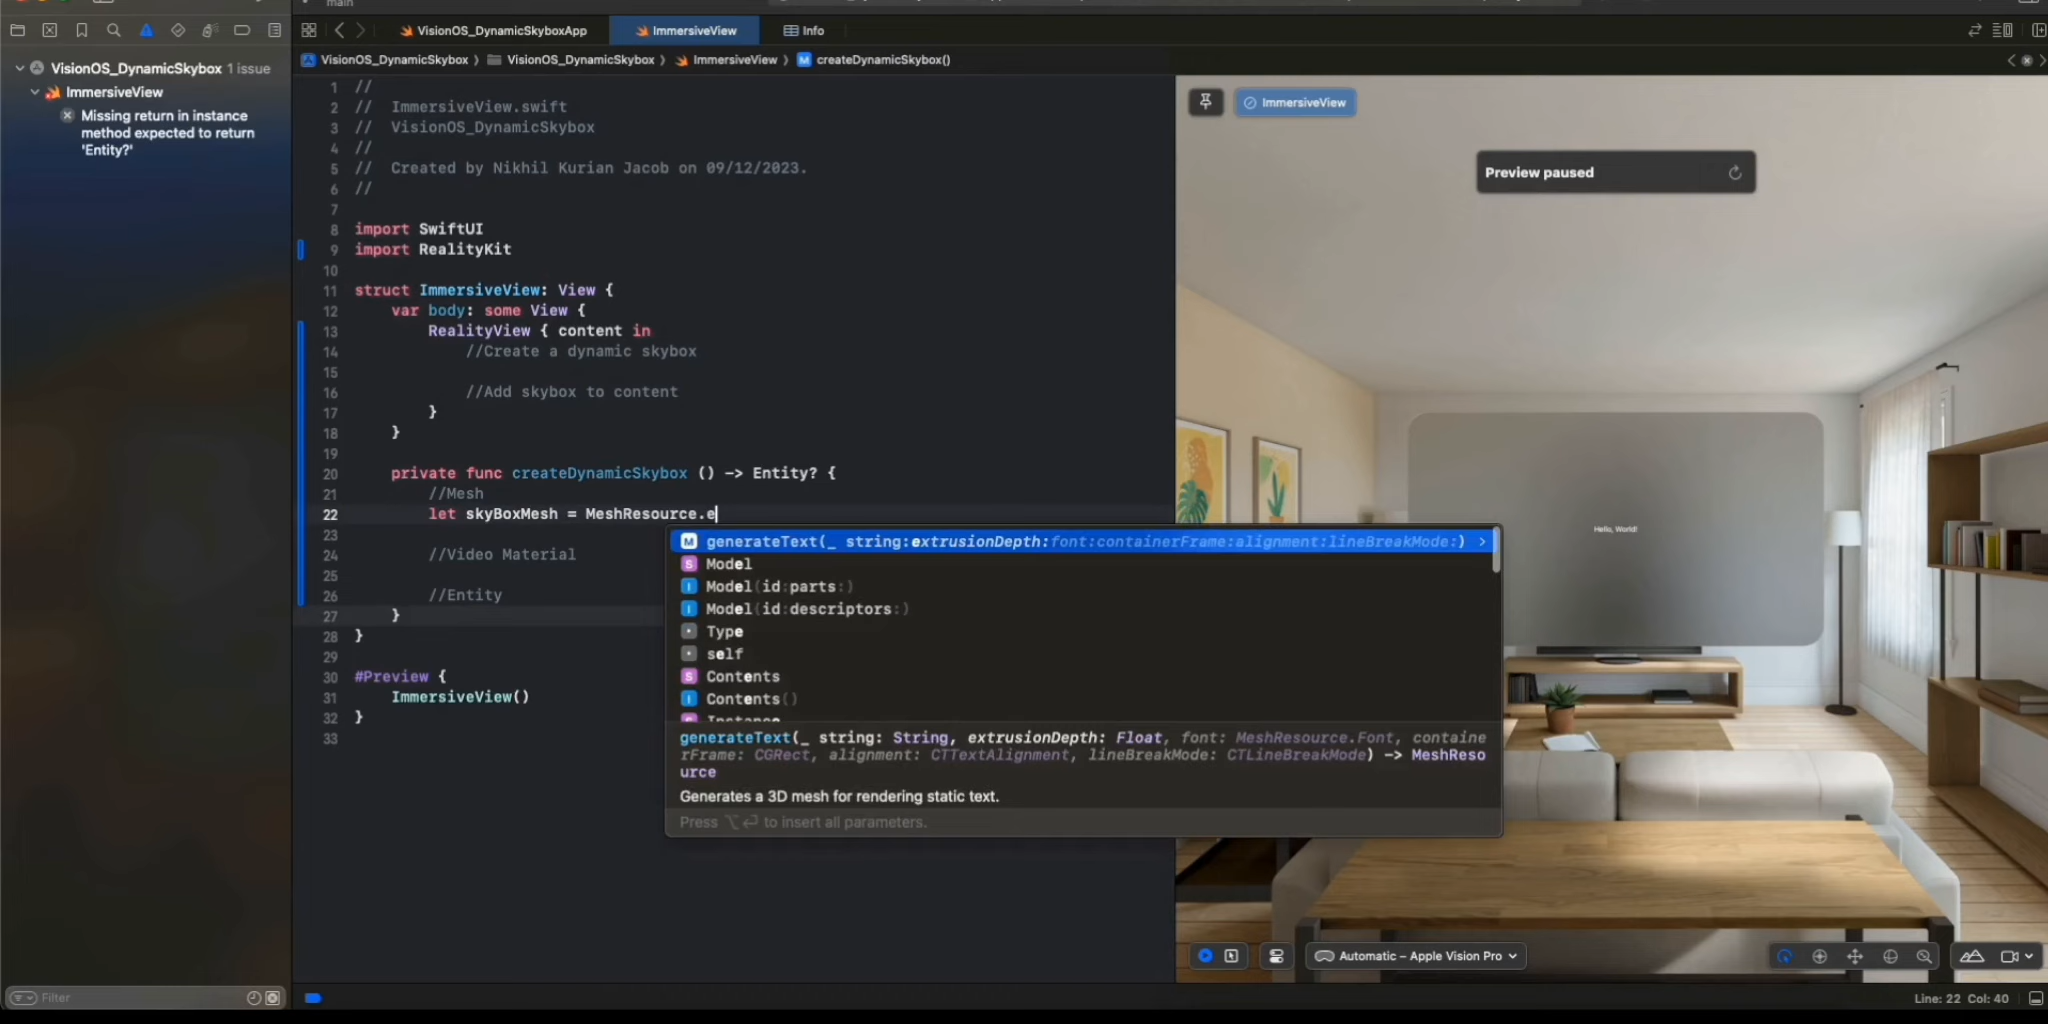 main
VisionOS_DynamicSkyboxApp
ImmersiveView
Info
VisionOS_DynamicSkybox 1 issue
ImmersiveView
Missing return in instance
method expected to return
'Entity?'
VisionOS_DynamicSkybox
VisionOS_DynamicSkybox
ImmersiveView
M createDynamicSkybox()
1 //
2 // ImmersiveView.swift
3 // VisionOS_DynamicSkybox
4 //
5 // Created by Nikhil Kurian Jacob on 09/12/2023.
6 //
7
8 import SwiftUI
9 import RealityKit
10
11 struct ImmersiveView: View {
12 var body: some View {
13 RealityView { content in
14 //Create a dynamic skybox
15
16 //Add skybox to content
17 }
18 }
19
20 private func createDynamicSkybox () -> Entity? {
21 //Mesh
22 let skyBoxMesh = MeshResource.e
23
24 //Video Material
25
26 //Entity
27 }
28 }
29
30 #Preview {
31 ImmersiveView()
32 }
33
M generateText(_ string:extrusionDepth:font:containerFrame:alignment:lineBreakMode:)
S Model
I Model(id:parts:)
I Model(id:descriptors:)
Type
self
S Contents
I Contents()
S Instance
generateText(_ string: String, extrusionDepth: Float, font: MeshResource.Font, containe
rFrame: CGRect, alignment: CTTextAlignment, lineBreakMode: CTLineBreakMode) -> MeshReso
urce
Generates a 3D mesh for rendering static text.
Press ⌥⏎ to insert all parameters.
ImmersiveView
Preview paused
Hello, World!
Automatic – Apple Vision Pro
Filter
Line: 22 Col: 40